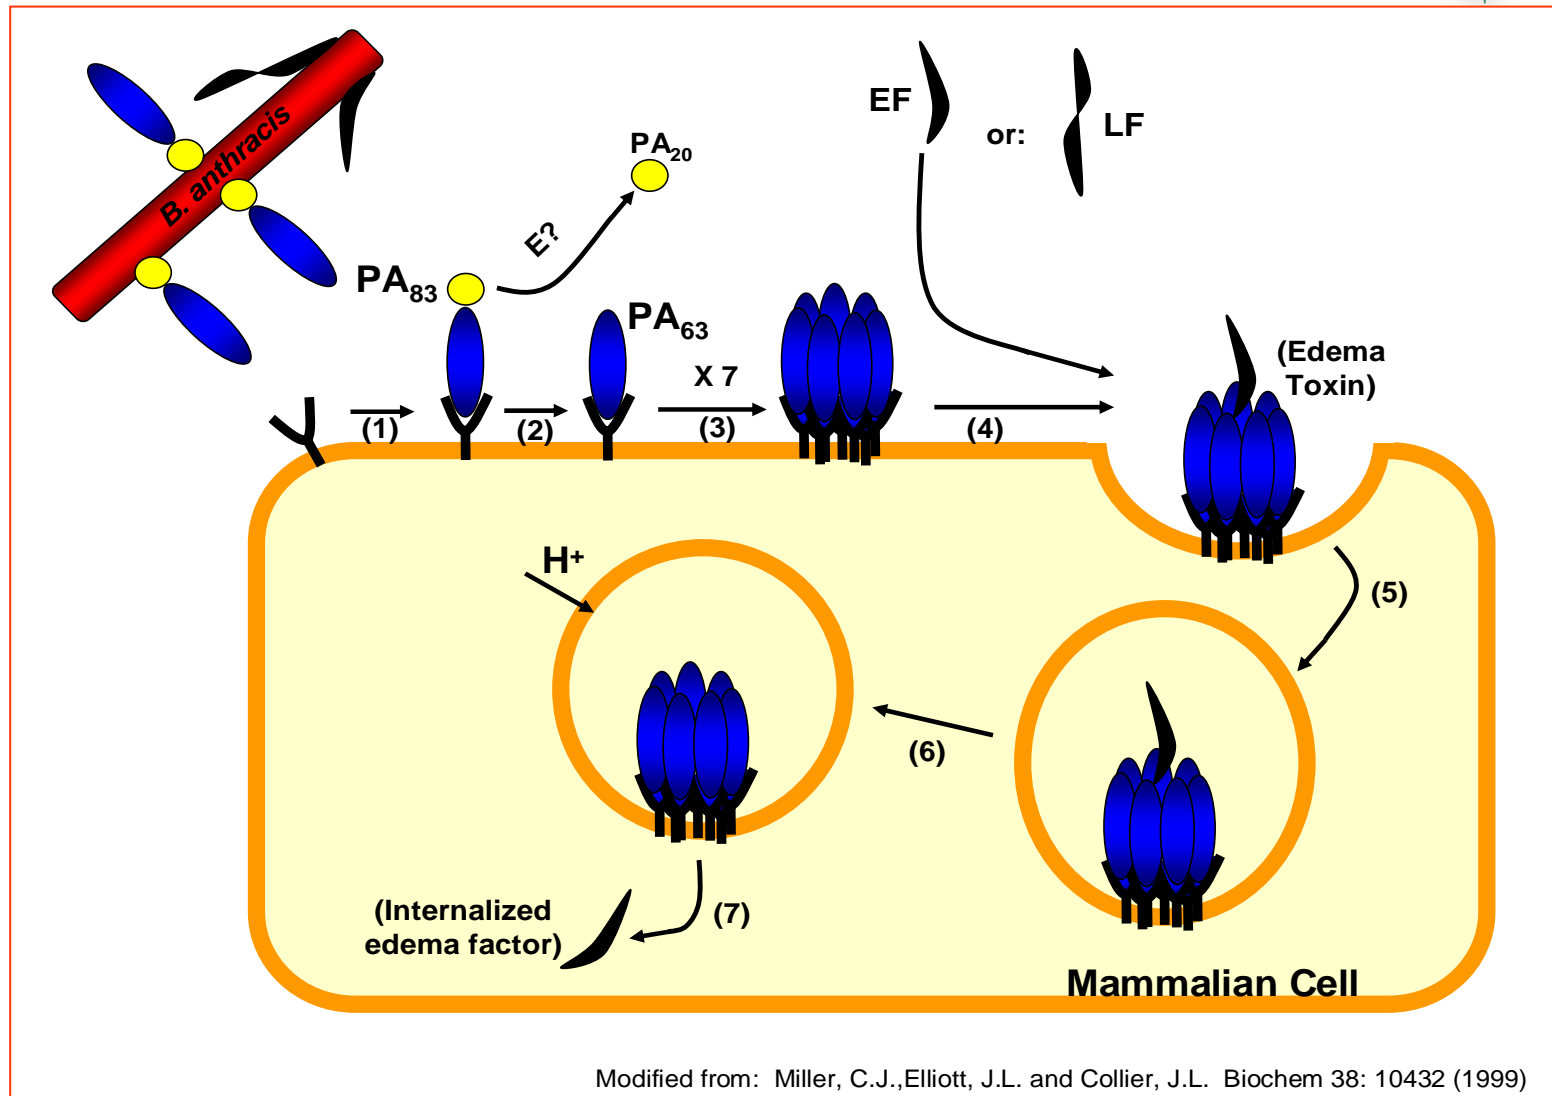 B. anthracis
EF
or:
LF
PA20
E?
PA83
PA63
X 7
(1)
(2)
(3)
(4)
(Edema
Toxin)
H+
(5)
(6)
(7)
(Internalized
edema factor)
Mammalian Cell
Modified from: Miller, C.J.,Elliott, J.L. and Collier, J.L. Biochem 38: 10432 (1999)